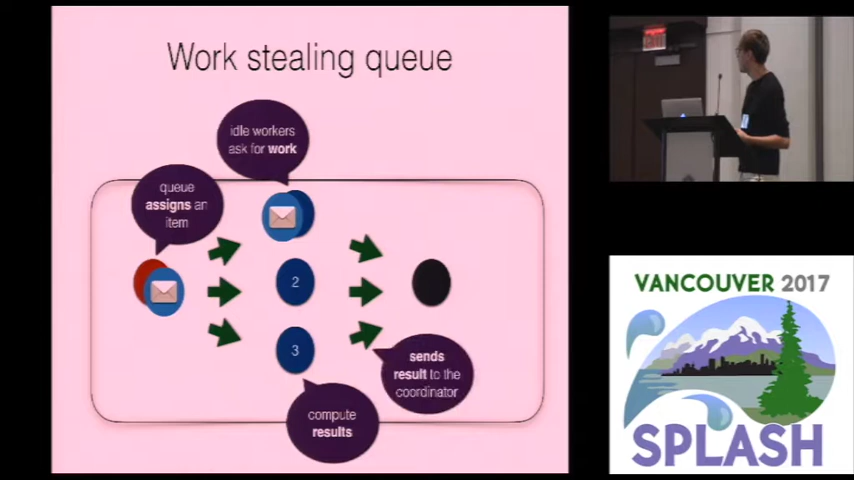 Work stealing queue
idle workers
ask for work
queue
assigns an
item
2
3
sends
result to the
coordinator
compute
results
VANCOUVER 2017
SPLASH